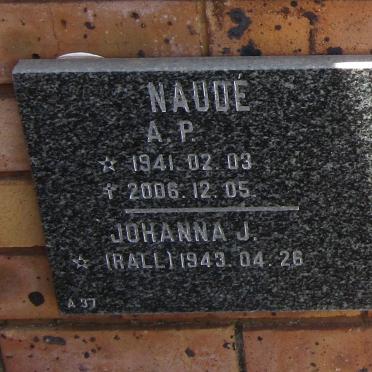 NAUDÉ
A. P.
☆ 1941. 02. 03
✝ 2006. 12. 05.
JOHANNA J.
☆ (RALL) 1943. 04. 26
A 37